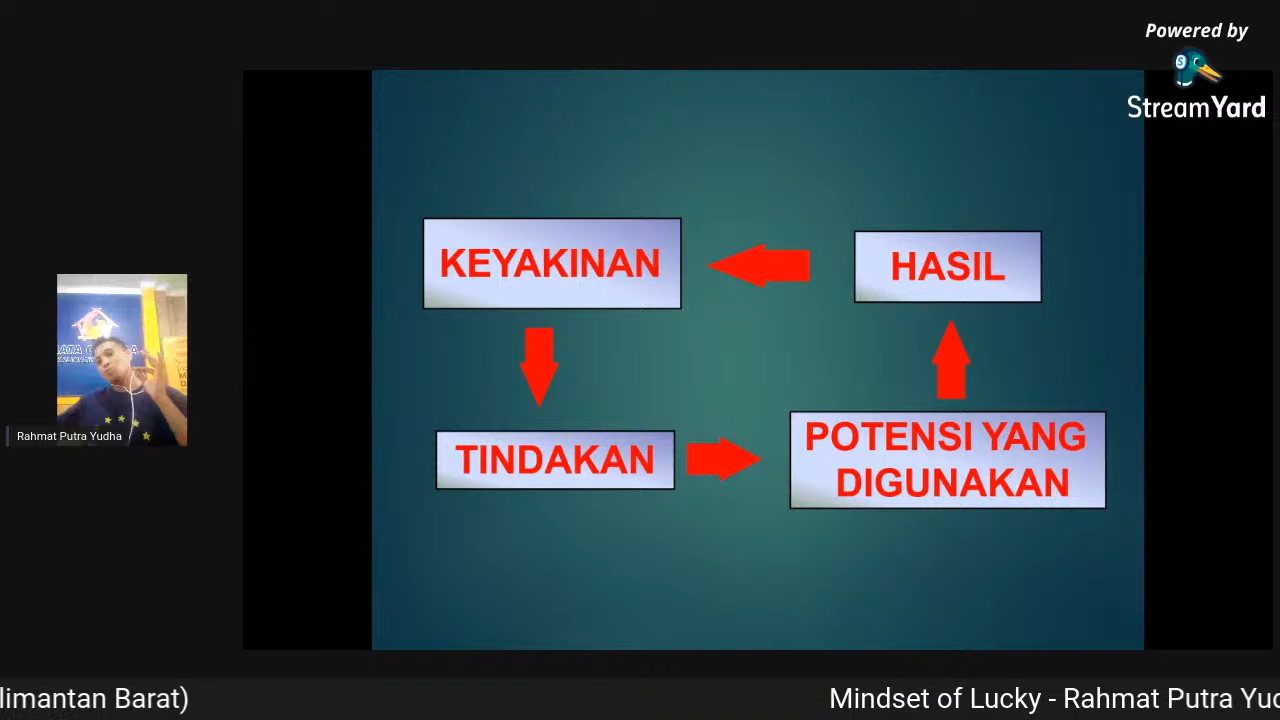 Powered by
StreamYard
KEYAKINAN
HASIL
TINDAKAN
POTENSI YANG
DIGUNAKAN
Rahmat Putra Yudha
limantan Barat)
Mindset of Lucky - Rahmat Putra Yud